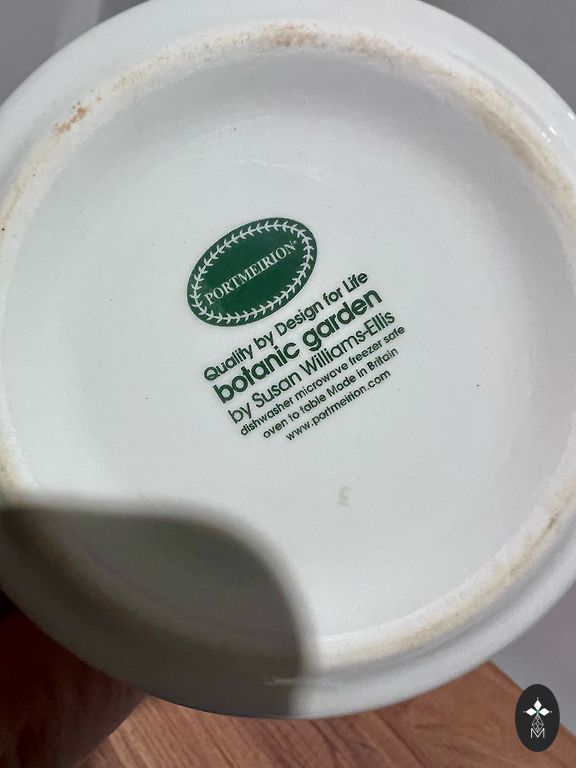 PORTMEIRION
Quality by Design for Life
botanic garden
by Susan Williams-Ellis
dishwasher microwave freezer safe
oven to table Made in Britain
www.portmeirion.com
3
M